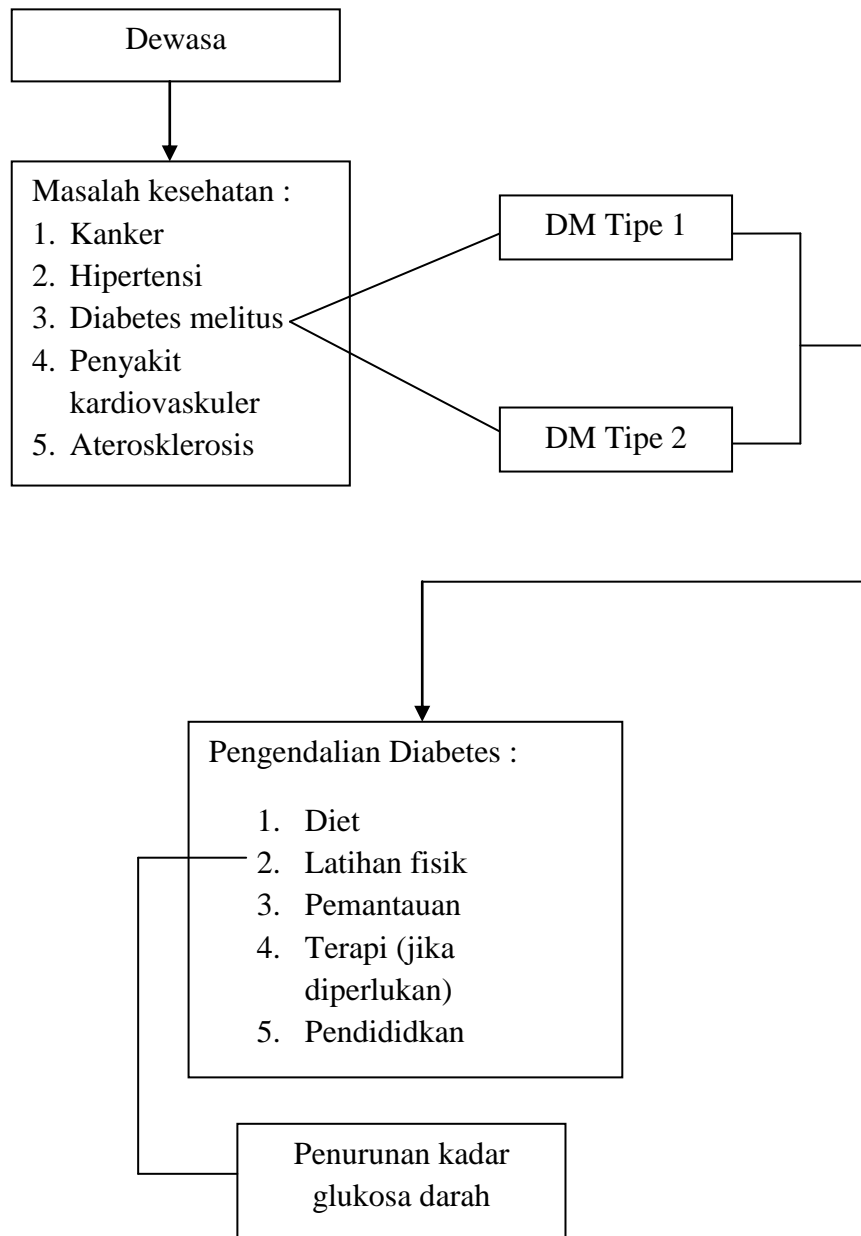 Dewasa
Masalah kesehatan :
1. Kanker
2. Hipertensi
3. Diabetes melitus
4. Penyakit
kardiovaskuler
5. Aterosklerosis
DM Tipe 1
DM Tipe 2
Pengendalian Diabetes :
1. Diet
2. Latihan fisik
3. Pemantauan
4. Terapi (jika
diperlukan)
5. Pendididkan
Penurunan kadar
glukosa darah